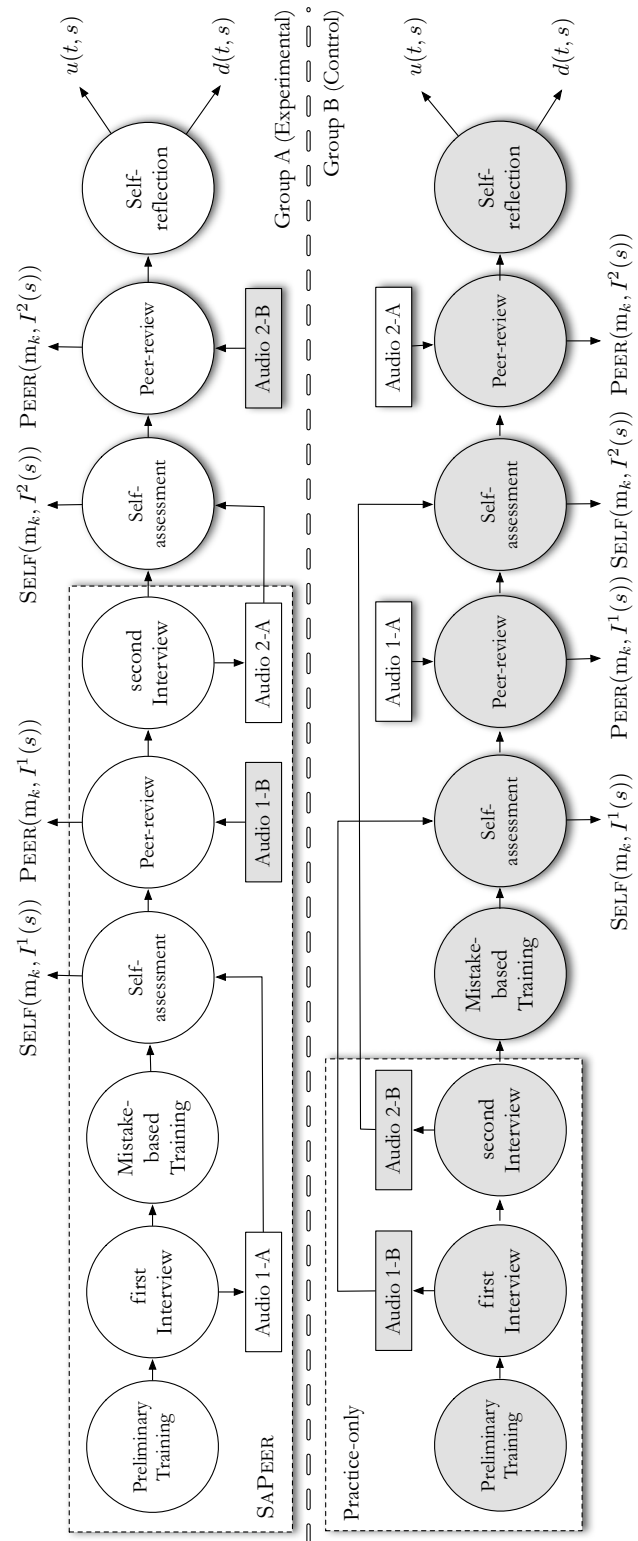 SELF(m_k, I^1(s))
PEER(m_k, I^1(s))
SELF(m_k, I^2(s))
PEER(m_k, I^2(s))
u(t, s)
Preliminary
Training
first
Interview
Mistake-
based
Training
Self-
assessment
Peer-review
second
Interview
Self-
assessment
Peer-review
Self-
reflection
d(t, s)
Audio 1-A
Audio 1-B
Audio 2-A
Audio 2-B
SAPEER
Group A (Experimental)
Group B (Control)
Practice-only
Audio 1-B
Audio 2-B
Audio 1-A
Audio 2-A
u(t, s)
Preliminary
Training
first
Interview
second
Interview
Mistake-
based
Training
Self-
assessment
Peer-review
Self-
assessment
Peer-review
Self-
reflection
d(t, s)
SELF(m_k, I^1(s))
PEER(m_k, I^1(s))
SELF(m_k, I^2(s))
PEER(m_k, I^2(s))